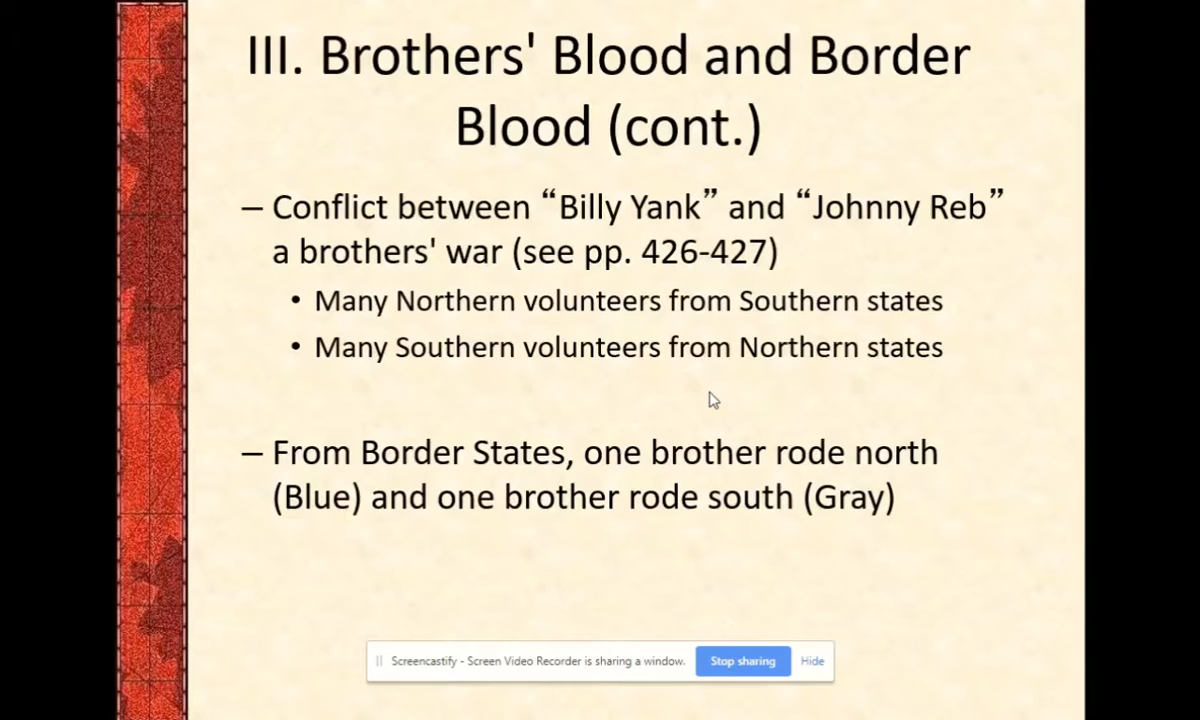 III. Brothers' Blood and Border
Blood (cont.)
– Conflict between “Billy Yank” and “Johnny Reb”
a brothers' war (see pp. 426-427)
• Many Northern volunteers from Southern states
• Many Southern volunteers from Northern states
– From Border States, one brother rode north
(Blue) and one brother rode south (Gray)
Screencastify - Screen Video Recorder is sharing a window. Stop sharing Hide